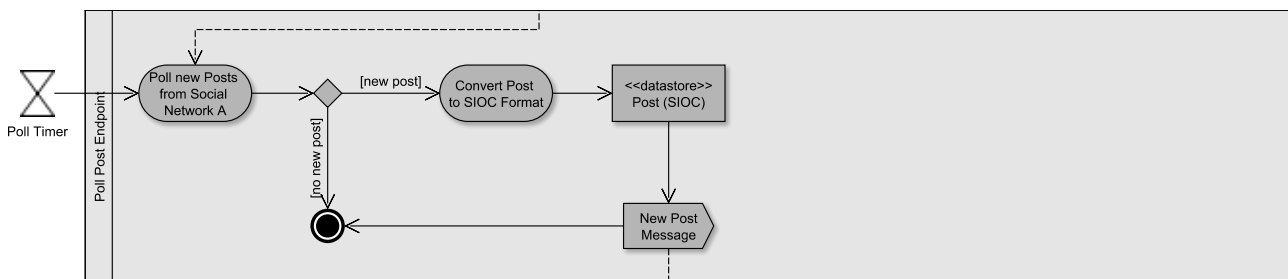 Poll Timer
Poll Post Endpoint
Poll new Posts
from Social
Network A
[new post]
[no new post]
Convert Post
to SIOC Format
<<datastore>>
Post (SIOC)
New Post
Message